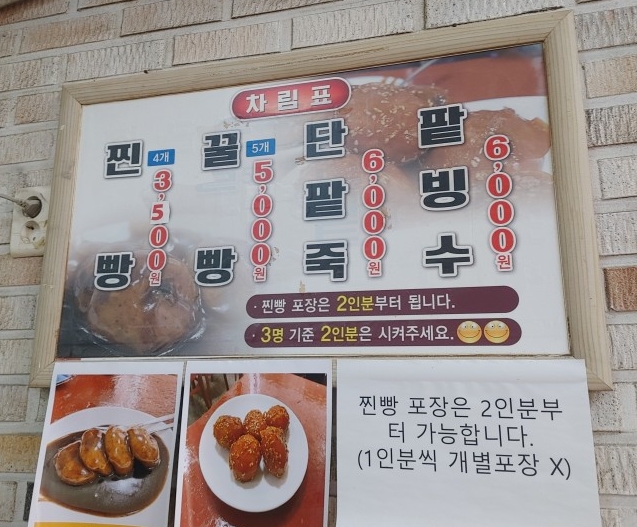 차림표
찐빵 4개 3,500원
꿀빵 5개 5,000원
단팥죽 6,000원
팥빙수 6,000원
· 찐빵 포장은 2인분부터 됩니다.
· 3명 기준 2인분은 시켜주세요.
찐빵 포장은 2인분부
터 가능합니다.
(1인분씩 개별포장 X)